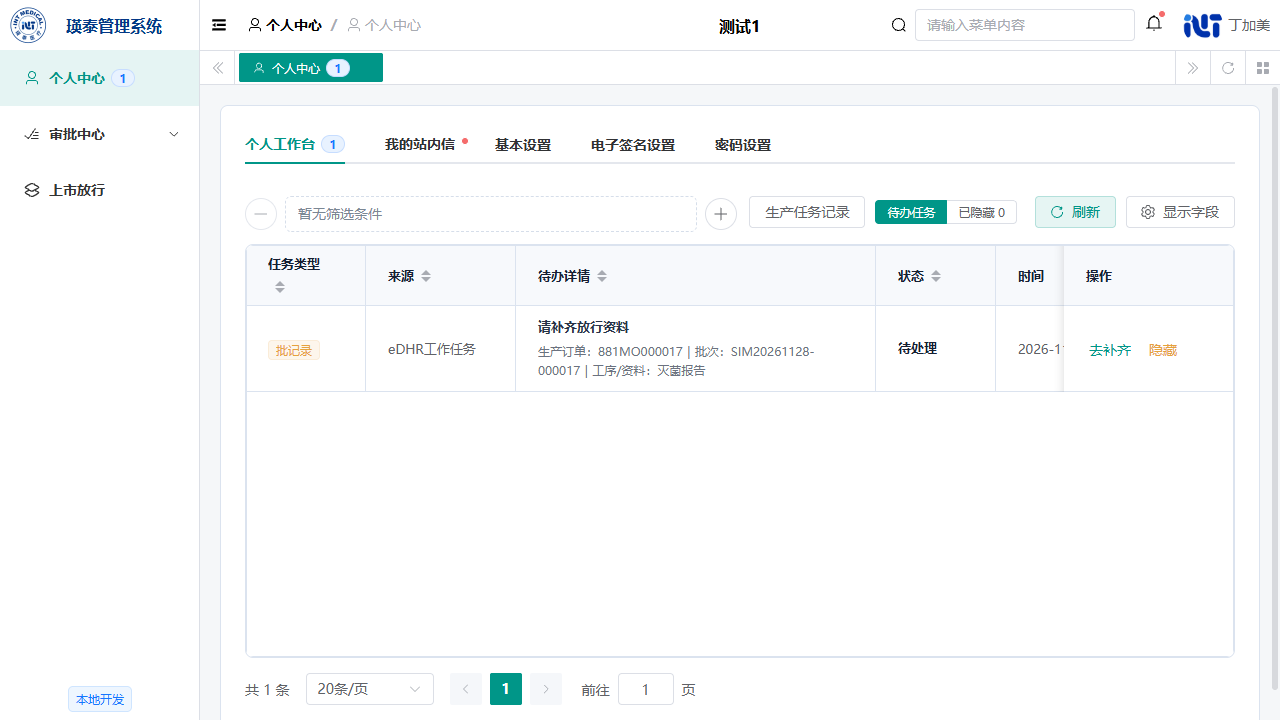 瑛泰管理系统
个人中心 / 个人中心
测试1
请输入菜单内容
丁加美
个人中心 1
个人中心 1
审批中心
上市放行
个人工作台 1
我的站内信
基本设置
电子签名设置
密码设置
暂无筛选条件
生产任务记录
待办任务
已隐藏 0
刷新
显示字段
任务类型
来源
待办详情
状态
时间
操作
批记录
eDHR工作任务
请补齐放行资料
生产订单：881MO000017 | 批次：SIM20261128-
000017 | 工序/资料：灭菌报告
待处理
2026-1
去补齐
隐藏
共 1 条
20条/页
1
前往
1
页
本地开发